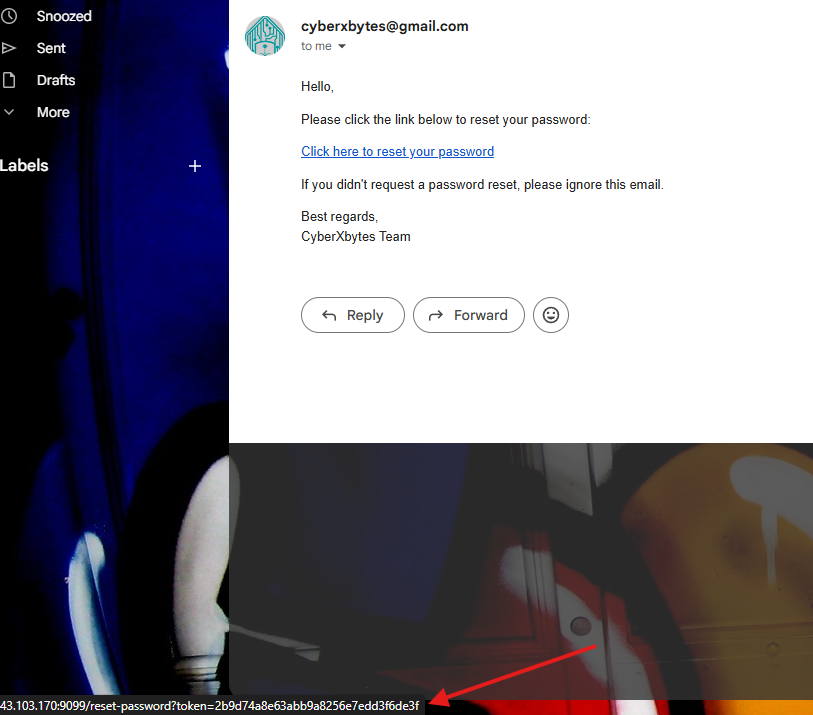 Snoozed
Sent
Drafts
More
Labels
cyberxbytes@gmail.com
to me
Hello,
Please click the link below to reset your password:
Click here to reset your password
If you didn't request a password reset, please ignore this email.
Best regards,
CyberXbytes Team
Reply
Forward
43.103.170:9099/reset-password?token=2b9d74a8e63abb9a8256e7edd3f6de3f